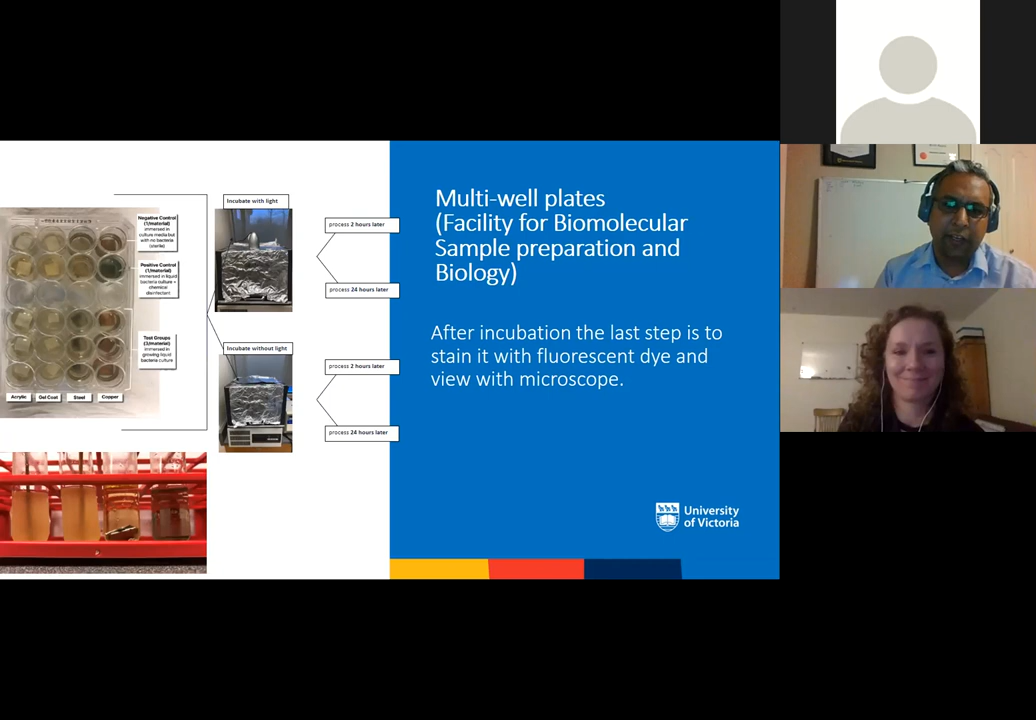 Multi-well plates
(Facility for Biomolecular
Sample preparation and
Biology)
After incubation the last step is to
stain it with fluorescent dye and
view with microscope.
University
of Victoria
Negative Control
(1/material)
immersed in
culture media but
with no bacteria
(sterile)
Positive Control
(1/material)
immersed in liquid
bacteria culture +
chemical
disinfectant
Test Groups
(3/material)
immersed in
growing liquid
bacteria culture
Acrylic
Gel Coat
Steel
Copper
Incubate with light
process 2 hours later
process 24 hours later
Incubate without light
process 2 hours later
process 24 hours later